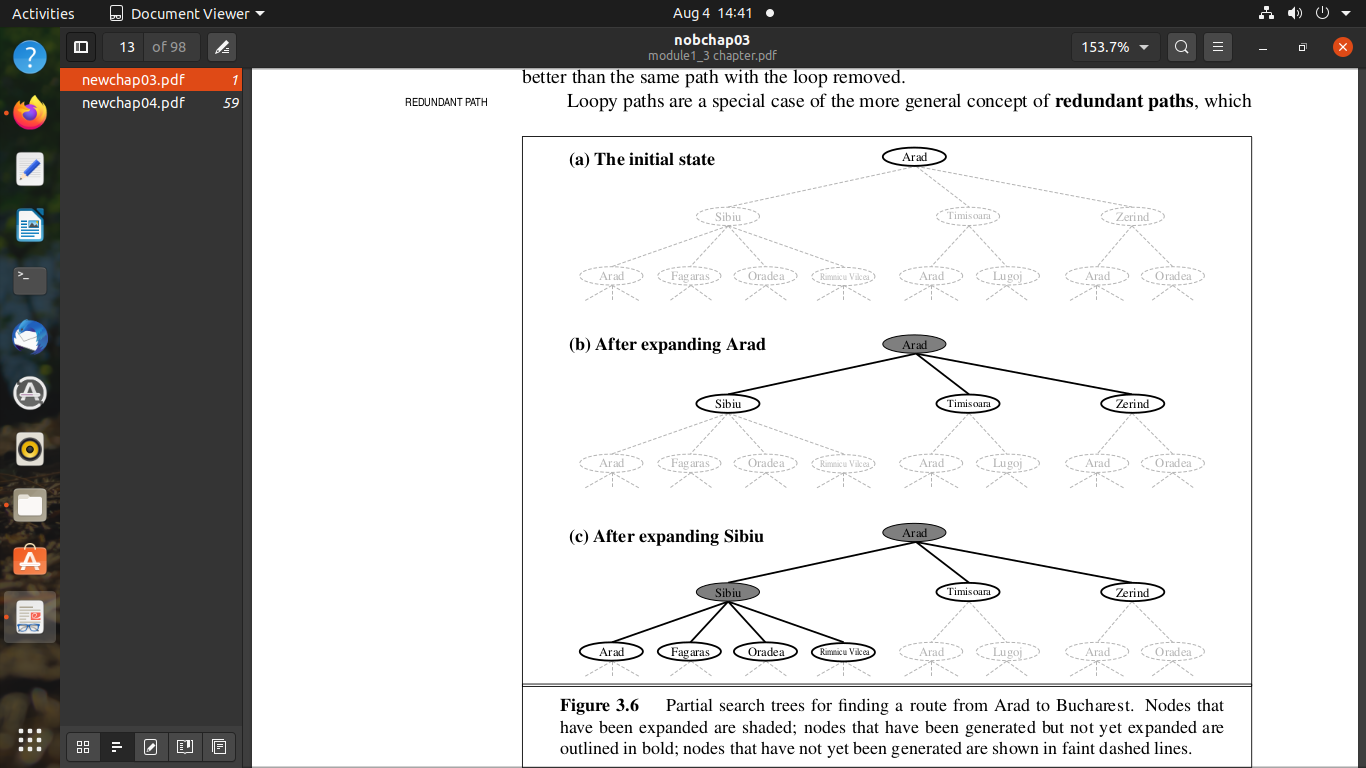 Activities
Document Viewer
Aug 4 14:41
13
of 98
nobchap03
module1_3 chapter.pdf
153.7%
newchap03.pdf 1
newchap04.pdf 59
better than the same path with the loop removed.
REDUNDANT PATH
Loopy paths are a special case of the more general concept of redundant paths, which
(a) The initial state
Arad
Sibiu Timisoara Zerind
Arad Fagaras Oradea Rimnicu Vilcea Arad Lugoj Arad Oradea
(b) After expanding Arad
Arad
Sibiu Timisoara Zerind
Arad Fagaras Oradea Rimnicu Vilcea Arad Lugoj Arad Oradea
(c) After expanding Sibiu
Arad
Sibiu Timisoara Zerind
Arad Fagaras Oradea Rimnicu Vilcea Arad Lugoj Arad Oradea
Figure 3.6 Partial search trees for finding a route from Arad to Bucharest. Nodes that
have been expanded are shaded; nodes that have been generated but not yet expanded are
outlined in bold; nodes that have not yet been generated are shown in faint dashed lines.